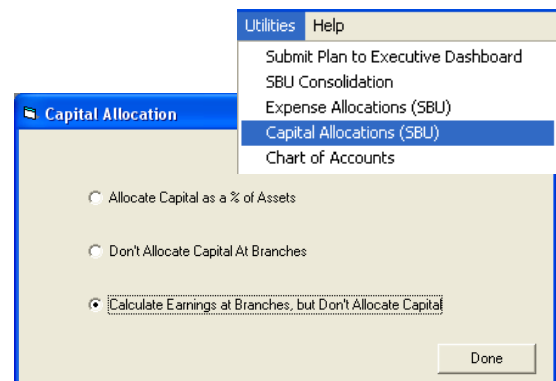 Utilities Help
Submit Plan to Executive Dashboard
SBU Consolidation
Expense Allocations (SBU)
Capital Allocations (SBU)
Chart of Accounts
Capital Allocation
Allocate Capital as a % of Assets
Don't Allocate Capital At Branches
Calculate Earnings at Branches, but Don't Allocate Capital
Done